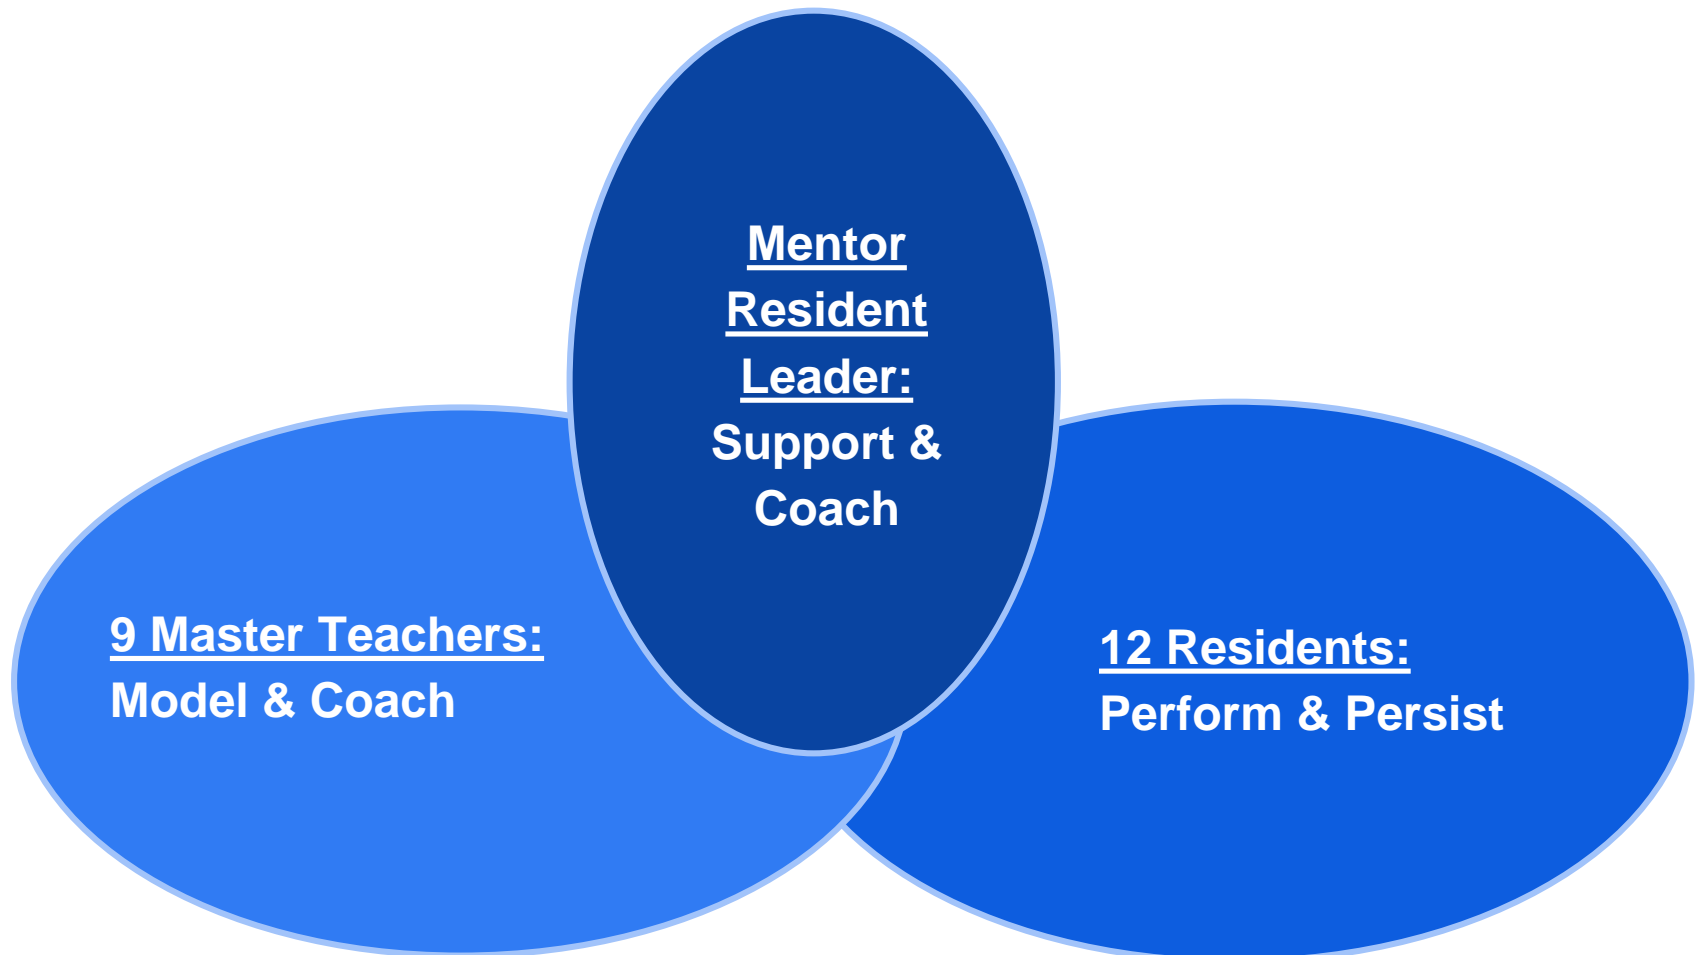 Mentor
Resident
Leader:
Support &
Coach
9 Master Teachers:
Model & Coach
12 Residents:
Perform & Persist